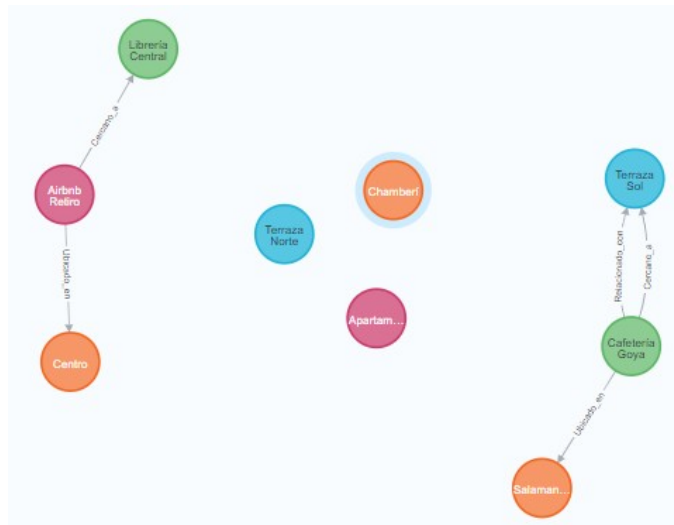 Librería
Central
Cercano_a
Airbnb
Retiro
Ubicado_en
Centro
Chamberí
Terraza
Norte
Apartam...
Terraza
Sol
Relacionado_con
Cercano_a
Cafetería
Goya
Ubicado_en
Salaman...